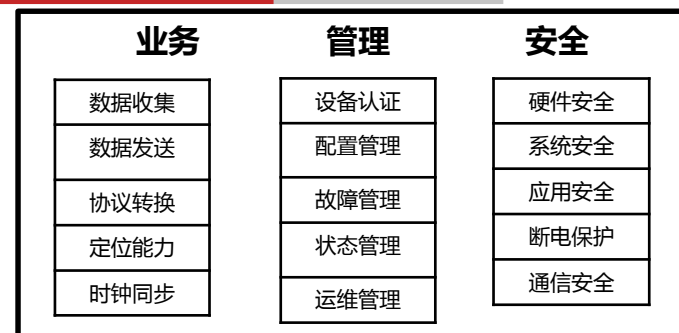 业务
管理
安全
数据收集
设备认证
硬件安全
数据发送
配置管理
系统安全
协议转换
故障管理
应用安全
定位能力
状态管理
断电保护
时钟同步
运维管理
通信安全